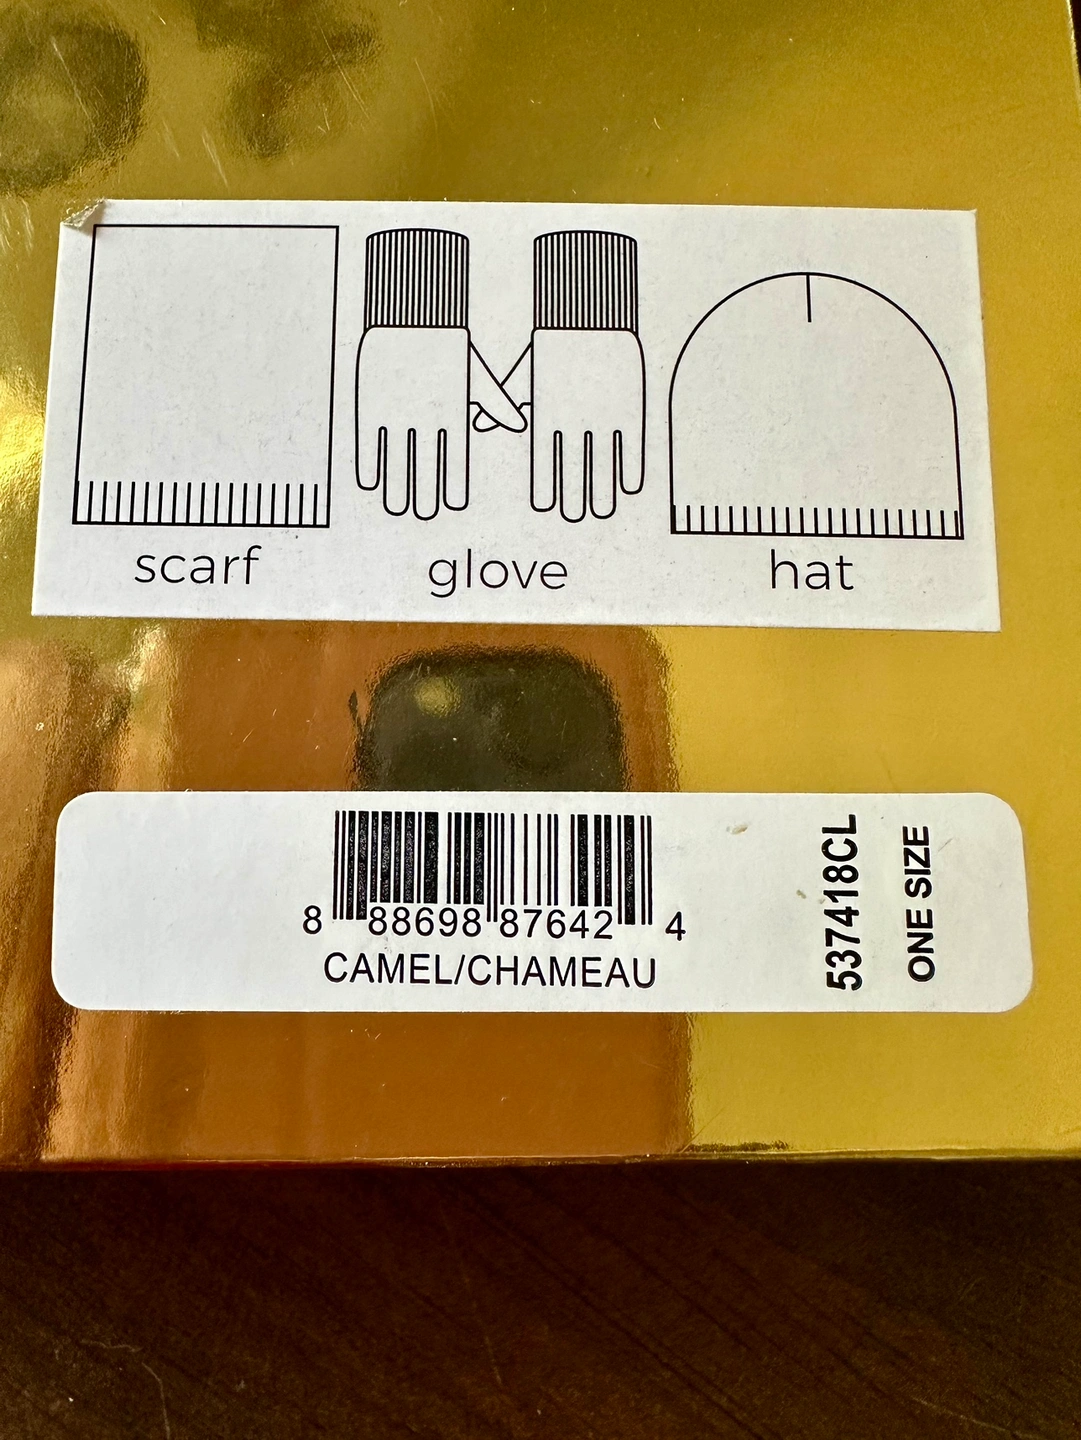 scarf glove hat
8 88698 87642 4
CAMEL/CHAMEAU
537418CL
ONE SIZE